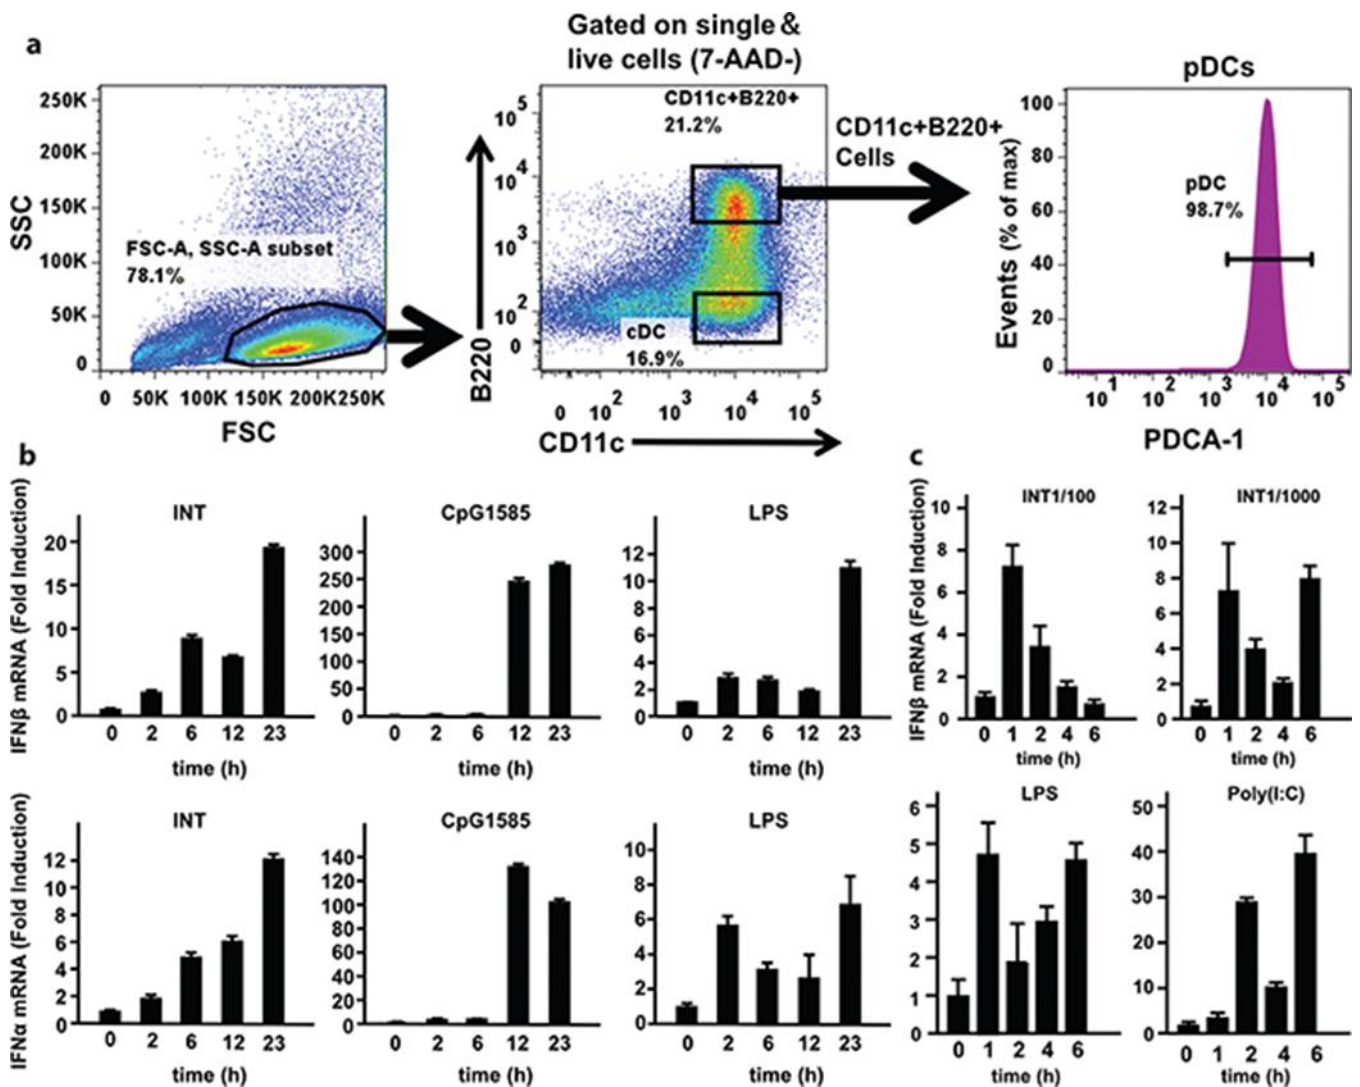 a
Gated on single &
live cells (7-AAD-)
pDCs
SSC
250K
200K
150K
100K
50K
0
FSC-A, SSC-A subset
78.1%
0 50K 100K 150K 200K 250K
FSC
B220
10^5
10^4
10^3
10^2
0
CD11c+B220+
21.2%
cDC
16.9%
0 10^2 10^3 10^4 10^5
CD11c
CD11c+B220+
Cells
Events (% of max)
100
80
60
40
20
0
pDC
98.7%
10^1 10^2 10^3 10^4 10^5
PDCA-1
b
IFNβ mRNA (Fold Induction)
INT
20
15
10
5
0
0 2 6 12 23
time (h)
CpG1585
300
250
200
150
100
50
0
0 2 6 12 23
time (h)
LPS
12
10
8
6
4
2
0
0 2 6 12 23
time (h)
IFNα mRNA (Fold Induction)
INT
12
10
8
6
4
2
0
0 2 6 12 23
time (h)
CpG1585
140
120
100
80
60
40
20
0
0 2 6 12 23
time (h)
LPS
10
8
6
4
2
0
0 2 6 12 23
time (h)
c
IFNβ mRNA (Fold Induction)
INT1/100
10
8
6
4
2
0
0 1 2 4 6
time (h)
INT1/1000
12
10
8
6
4
2
0
0 1 2 4 6
time (h)
LPS
6
5
4
3
2
1
0
0 1 2 4 6
time (h)
Poly(I:C)
50
40
30
20
10
0
0 1 2 4 6
time (h)